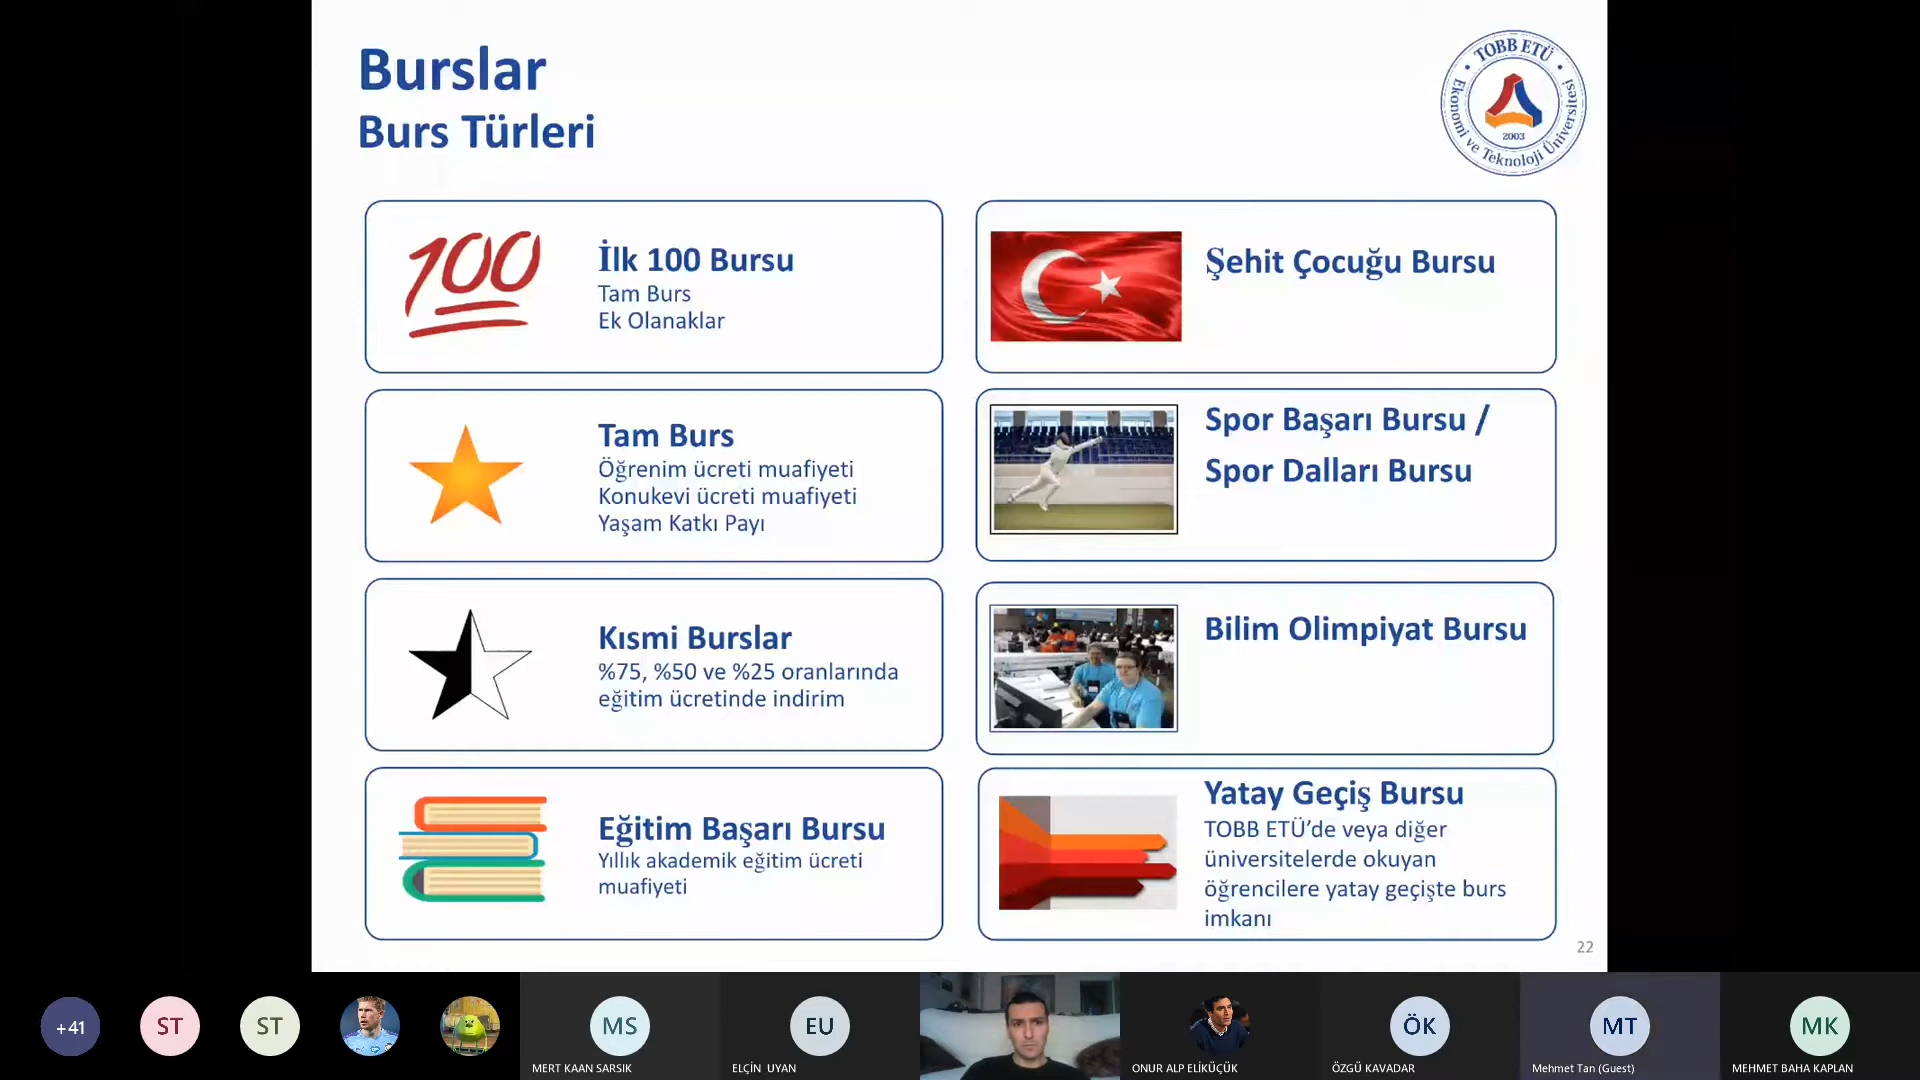 Burslar
Burs Türleri
TOBB ETÜ
Ekonomi ve Teknoloji Üniversitesi
2003
100
İlk 100 Bursu
Tam Burs
Ek Olanaklar
Şehit Çocuğu Bursu
Tam Burs
Öğrenim ücreti muafiyeti
Konukevi ücreti muafiyeti
Yaşam Katkı Payı
Spor Başarı Bursu /
Spor Dalları Bursu
Kısmi Burslar
%75, %50 ve %25 oranlarında
eğitim ücretinde indirim
Bilim Olimpiyat Bursu
Eğitim Başarı Bursu
Yıllık akademik eğitim ücreti
muafiyeti
Yatay Geçiş Bursu
TOBB ETÜ’de veya diğer
üniversitelerde okuyan
öğrencilere yatay geçişte burs
imkanı
22
+41
ST
ST
MS
MERT KAAN SARSIK
EU
ELÇİN UYAN
ONUR ALP ELİKÜÇÜK
ÖK
ÖZGÜ KAVADAR
MT
Mehmet Tan (Guest)
MK
MEHMET BAHA KAPLAN